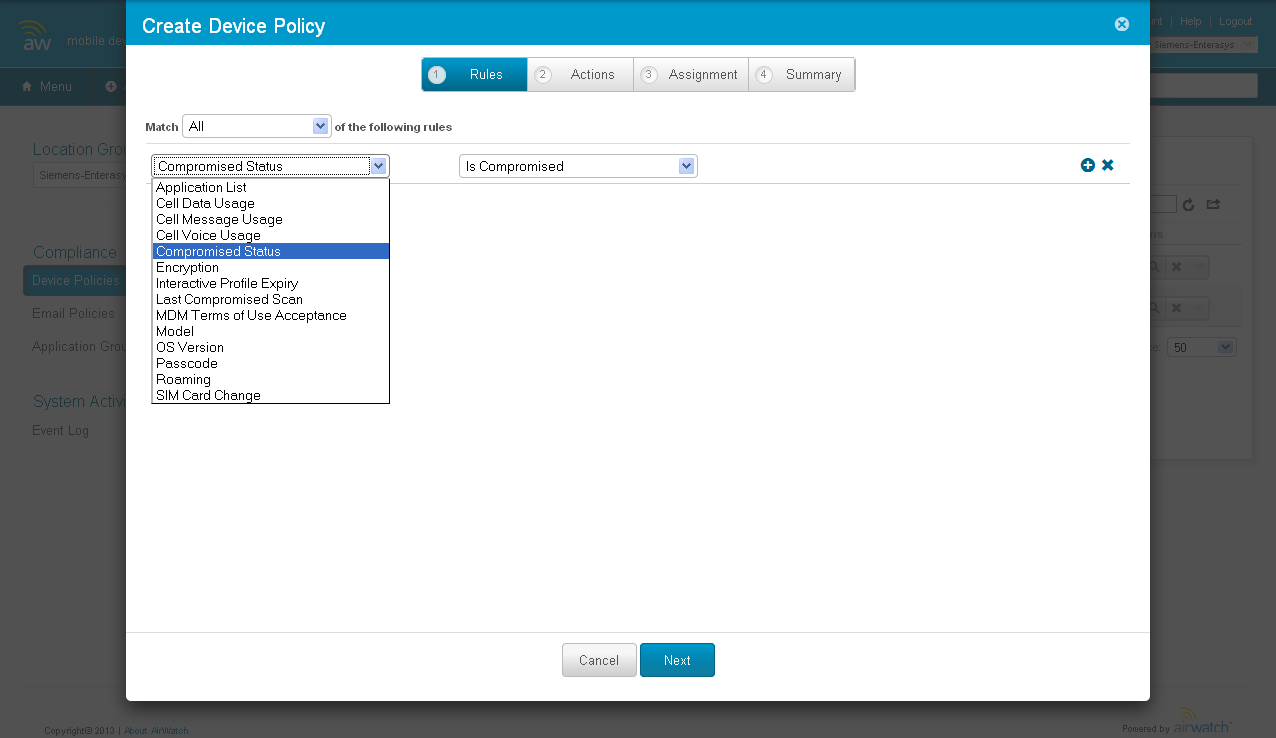 Create Device Policy
aw mobile dev
nt | Help | Logout
Siemens-Enterasys
Menu
1 Rules 2 Actions 3 Assignment 4 Summary
Match All of the following rules
Location Grou
Siemens-Enteras
Compromised Status Is Compromised
Application List
Cell Data Usage
Cell Message Usage
Cell Voice Usage
Compromised Status
Encryption
Interactive Profile Expiry
Last Compromised Scan
MDM Terms of Use Acceptance
Model
OS Version
Passcode
Roaming
SIM Card Change
Compliance
Device Policies
Email Policies
Application Grou
50
System Activi
Event Log
Cancel Next
Copyright© 2013 | About AirWatch
Powered by airwatch